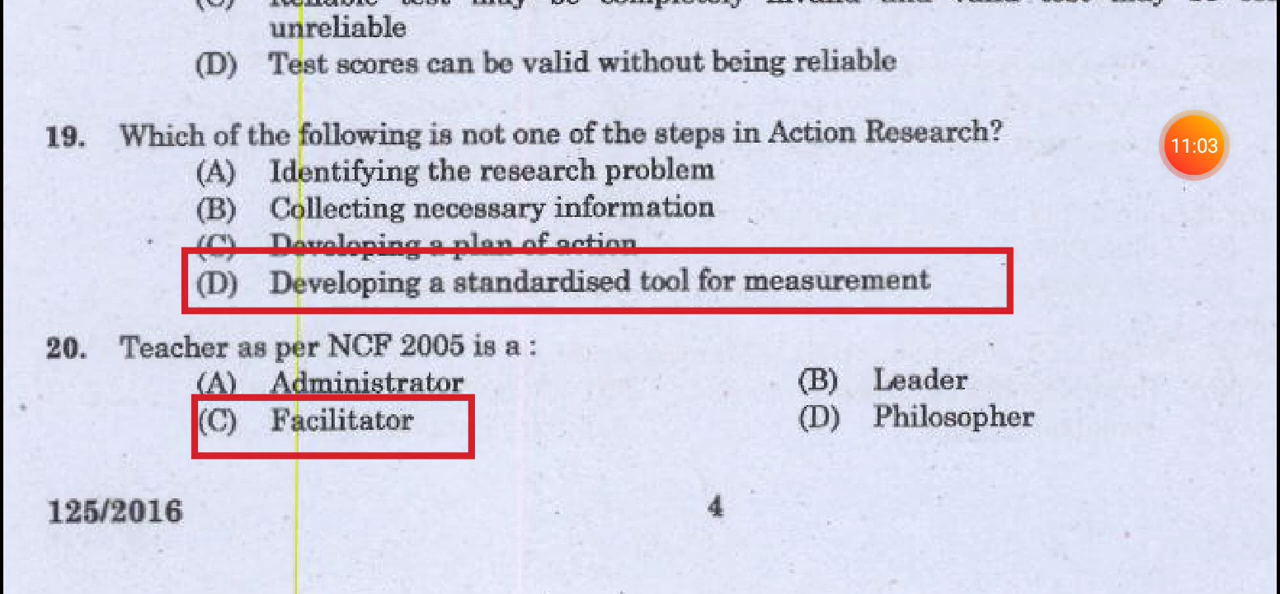 unreliable
(D) Test scores can be valid without being reliable
19. Which of the following is not one of the steps in Action Research?
11:03
(A) Identifying the research problem
(B) Collecting necessary information
(C) Developing a plan of action
(D) Developing a standardised tool for measurement
20. Teacher as per NCF 2005 is a :
(A) Administrator (B) Leader
(C) Facilitator (D) Philosopher
125/2016 4